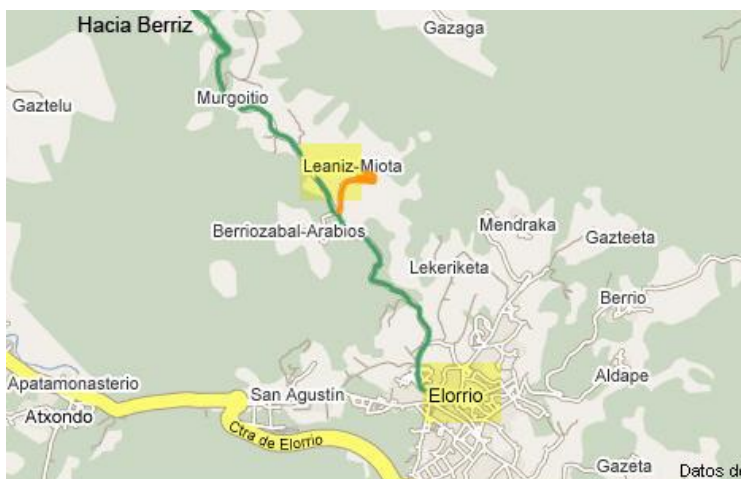 Hacia Berriz
Gazaga
Murgoitio
Gaztelu
Leaniz-Miota
Berriozabal-Arabios
Mendraka
Gazteeta
Lekeriketa
Berrio
Aldape
Apatamonasterio
San Agustín
Elorrio
Atxondo
Ctra de Elorrio
Gazeta
Datos de